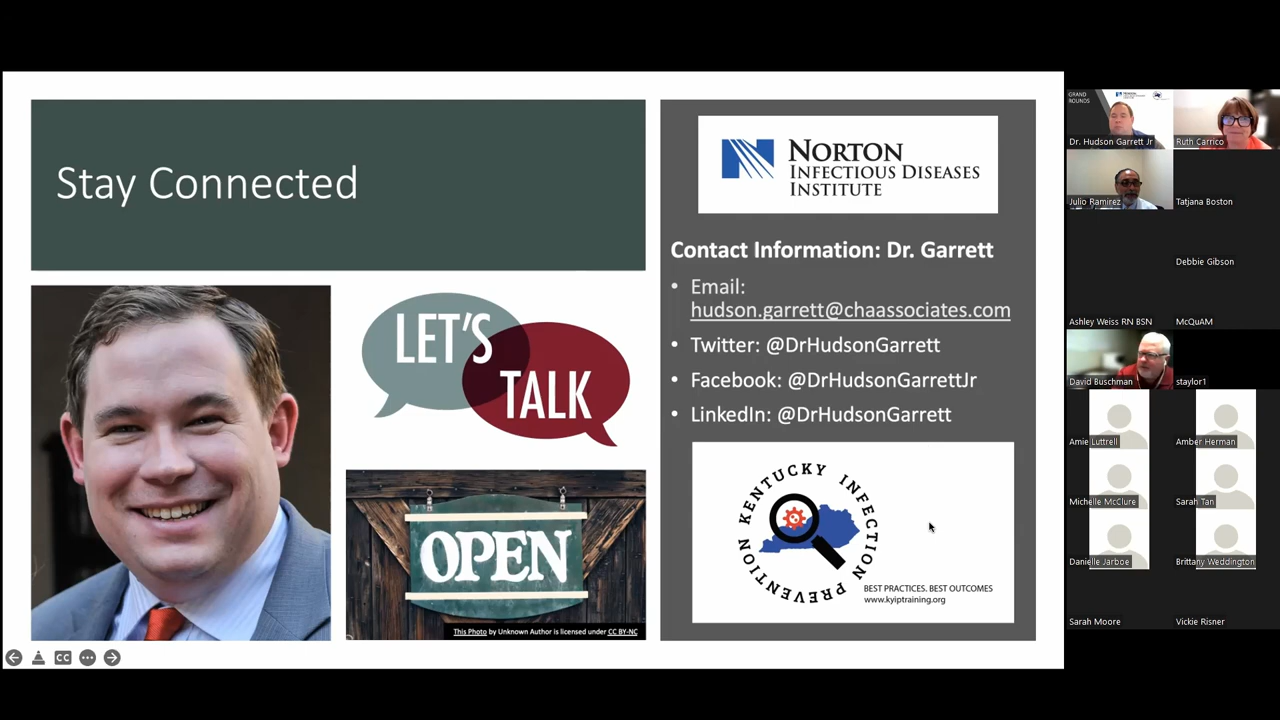 Stay Connected
LET'S
TALK
OPEN
This Photo by Unknown Author is licensed under CC BY-NC
NORTON
INFECTIOUS DISEASES
INSTITUTE
Contact Information: Dr. Garrett
• Email:
hudson.garrett@chaassociates.com
• Twitter: @DrHudsonGarrett
• Facebook: @DrHudsonGarrettJr
• LinkedIn: @DrHudsonGarrett
KENTUCKY INFECTION PREVENTION
BEST PRACTICES. BEST OUTCOMES
www.kyiptraining.org
CC
GRAND
ROUNDS
Dr. Hudson Garrett Jr
Ruth Carrico
Julio Ramirez
Tatjana Boston
Debbie Gibson
Ashley Weiss RN BSN
McQuAM
David Buschman
staylor1
Amie Luttrell
Amber Herman
Michelle McClure
Sarah Tan
Danielle Jarboe
Brittany Weddington
Sarah Moore
Vickie Risner